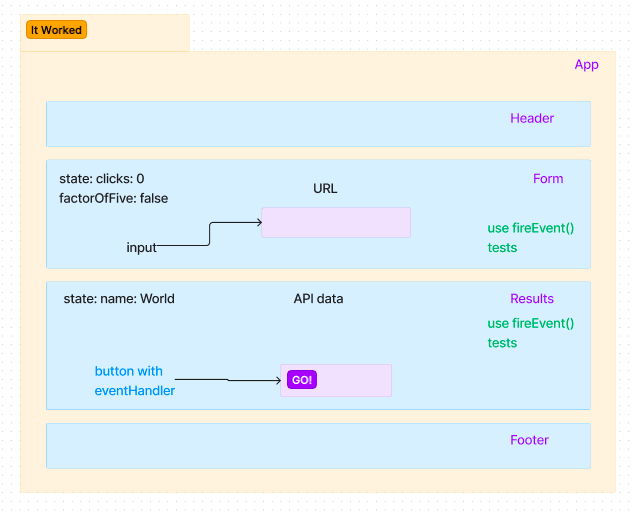 It Worked
App
Header
state: clicks: 0
factorOfFive: false
URL
Form
input
use fireEvent()
tests
state: name: World
API data
Results
use fireEvent()
tests
button with
eventHandler
GO!
Footer